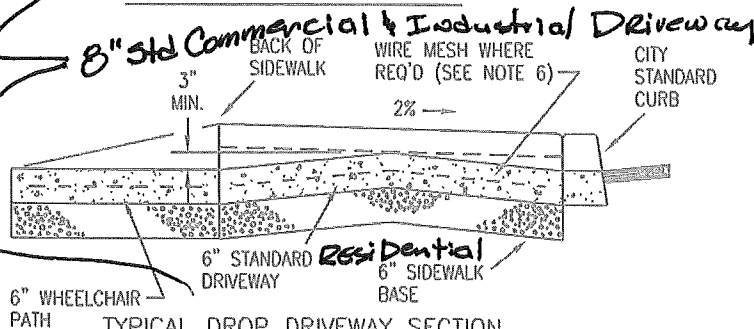 8" Std Commercial & Industrial Driveway
BACK OF
SIDEWALK
WIRE MESH WHERE
REQ'D (SEE NOTE 6)
CITY
STANDARD
CURB
3"
MIN.
2%
6" STANDARD Residential
DRIVEWAY
6" SIDEWALK
BASE
6" WHEELCHAIR
PATH
TYPICAL DROP DRIVEWAY SECTION